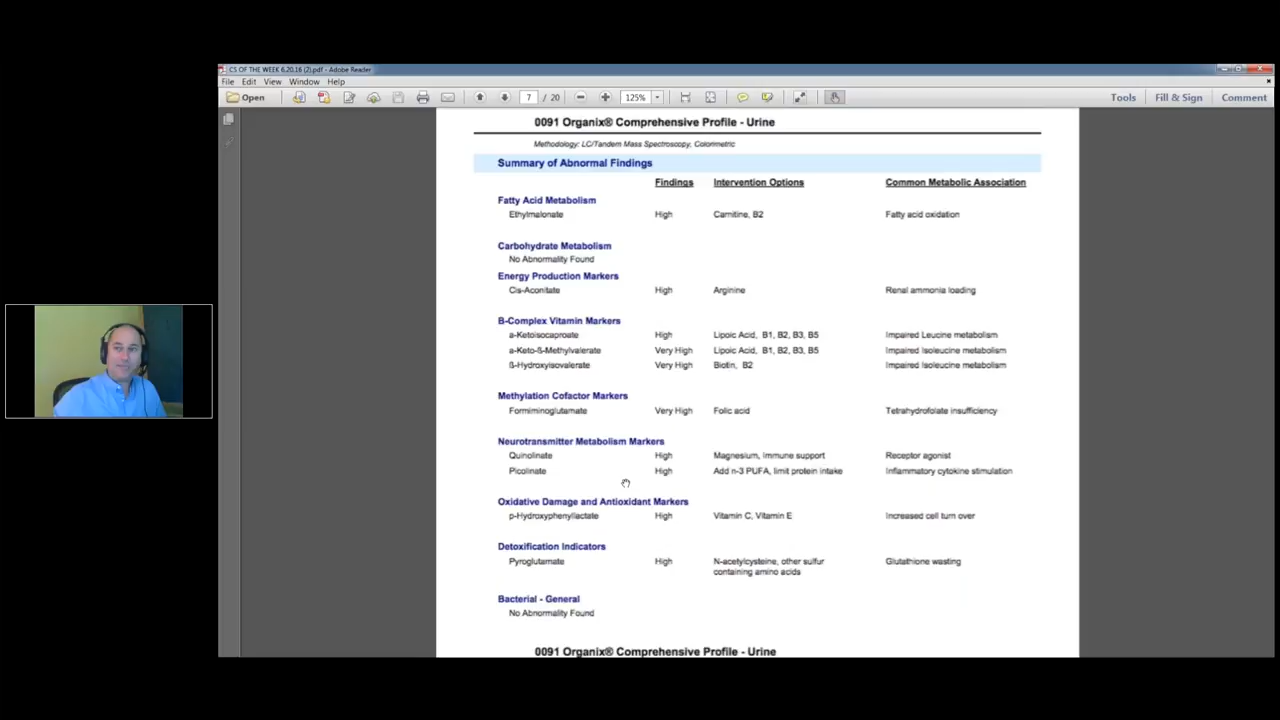 CS OF THE WEEK 6.20.16 (2).pdf - Adobe Reader
File Edit View Window Help
Open 7 / 20 125% Tools Fill & Sign Comment
0091 Organix® Comprehensive Profile - Urine
Methodology: LC/Tandem Mass Spectroscopy, Colorimetric
Summary of Abnormal Findings
Findings Intervention Options Common Metabolic Association
Fatty Acid Metabolism
Ethylmalonate High Carnitine, B2 Fatty acid oxidation
Carbohydrate Metabolism
No Abnormality Found
Energy Production Markers
Cis-Aconitate High Arginine Renal ammonia loading
B-Complex Vitamin Markers
a-Ketoisocaproate High Lipoic Acid, B1, B2, B3, B5 Impaired Leucine metabolism
a-Keto-ß-Methylvalerate Very High Lipoic Acid, B1, B2, B3, B5 Impaired Isoleucine metabolism
ß-Hydroxyisovalerate Very High Biotin, B2 Impaired Isoleucine metabolism
Methylation Cofactor Markers
Formiminoglutamate Very High Folic acid Tetrahydrofolate insufficiency
Neurotransmitter Metabolism Markers
Quinolinate High Magnesium, Immune support Receptor agonist
Picolinate High Add n-3 PUFA, limit protein intake Inflammatory cytokine stimulation
Oxidative Damage and Antioxidant Markers
p-Hydroxyphenyllactate High Vitamin C, Vitamin E Increased cell turn over
Detoxification Indicators
Pyroglutamate High N-acetylcysteine, other sulfur Glutathione wasting
containing amino acids
Bacterial - General
No Abnormality Found
0091 Organix® Comprehensive Profile - Urine